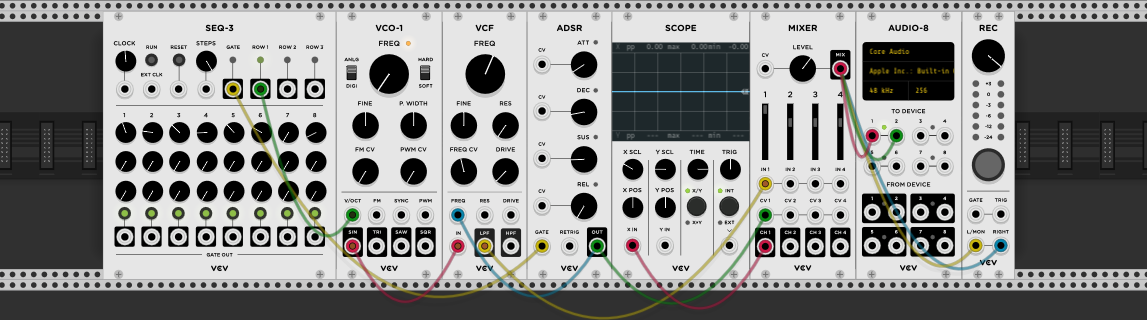 SEQ-3
CLOCK RUN RESET STEPS GATE ROW 1 ROW 2 ROW 3
EXT CLK
1 2 3 4 5 6 7 8
GATE OUT
VCV
VCO-1
FREQ
ANLG HARD
DIGI SOFT
FINE P. WIDTH
FM CV PWM CV
V/OCT FM SYNC PWM
SIN TRI SAW SQR
VCV
VCF
FREQ
FINE RES
FREQ CV DRIVE
FREQ RES DRIVE
IN LPF HPF
VCV
ADSR
ATT
CV
DEC
CV
SUS
CV
REL
CV
GATE RETRIG OUT
VCV
SCOPE
X pp 0.00 max 0.00 min -0.00
Y pp --- max --- min ---
X SCL Y SCL TIME TRIG
X POS Y POS X/Y INT
X×Y EXT
X IN Y IN
VCV
MIXER
LEVEL
CV MIX
1 2 3 4
IN 1 IN 2 IN 3 IN 4
CV 1 CV 2 CV 3 CV 4
CH 1 CH 2 CH 3 CH 4
VCV
AUDIO-8
Core Audio
Apple Inc.: Built-in
48 kHz 256
TO DEVICE
1 2 3 4
5 6 7 8
FROM DEVICE
1 2 3 4
5 6 7 8
VCV
REC
+3
0
-3
-6
-12
-24
GATE TRIG
L/MON RIGHT
VCV